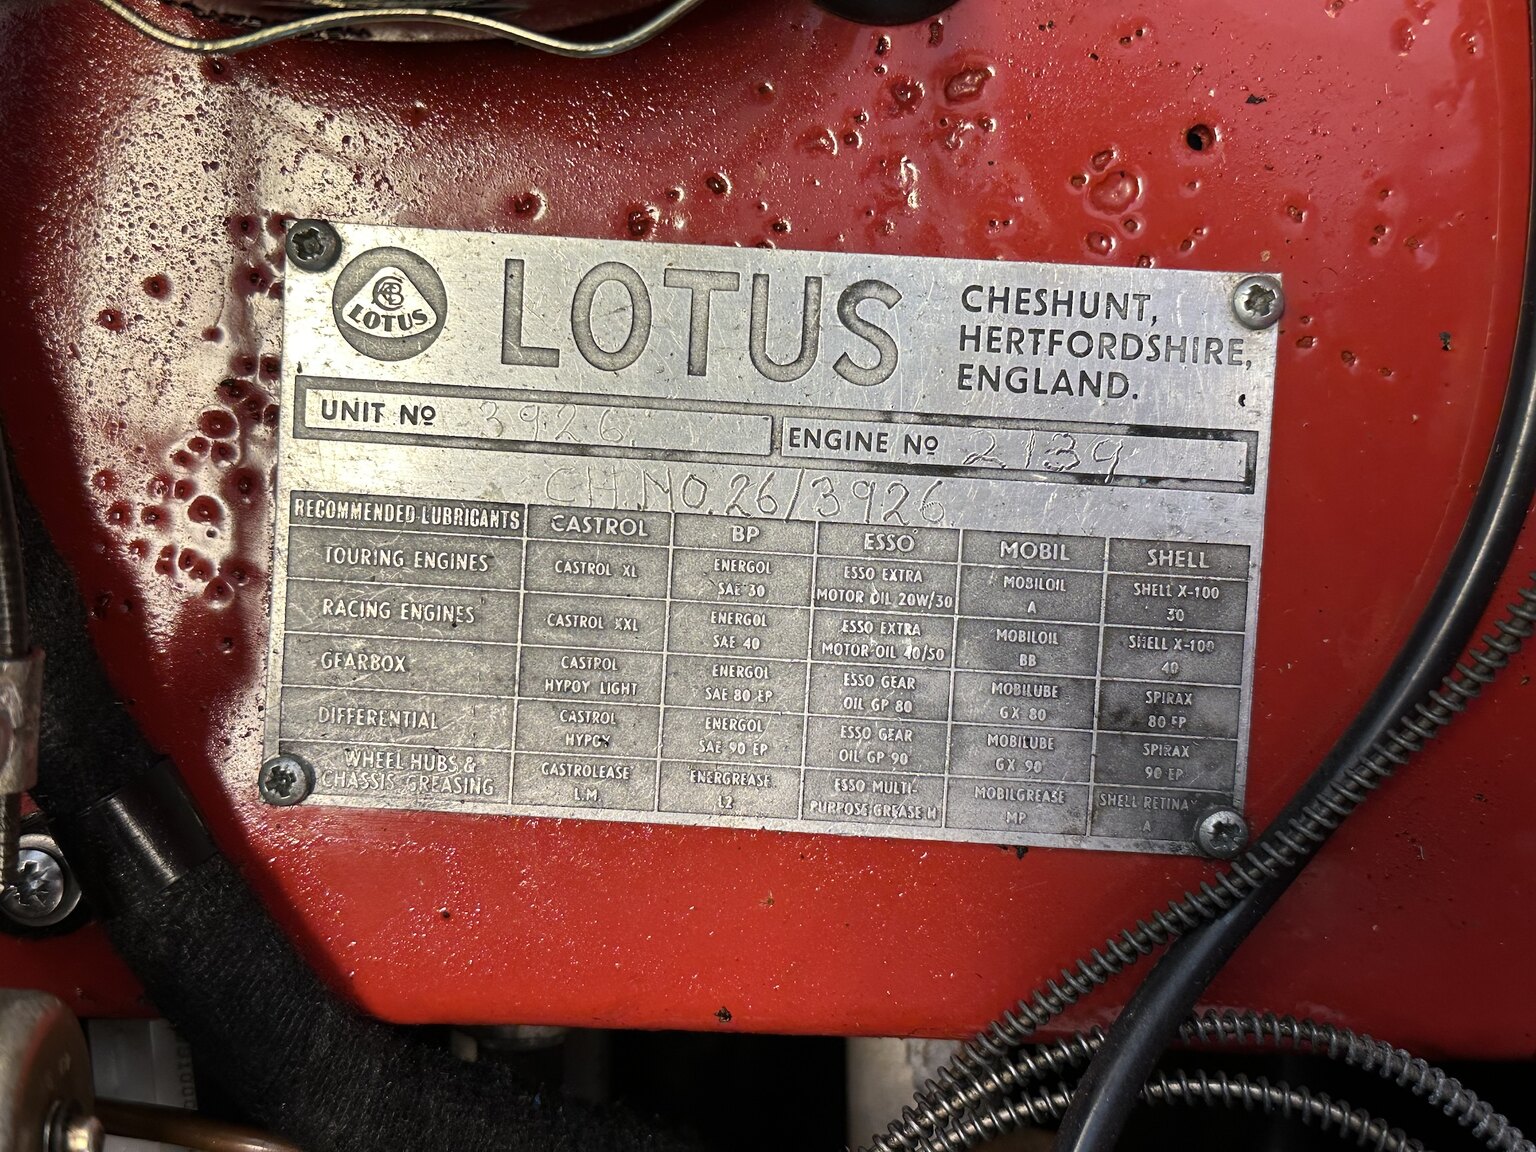 LOTUS
LOTUS
CHESHUNT,
HERTFORDSHIRE,
ENGLAND.
UNIT Nº 3926
ENGINE Nº 2139
CH.NO. 26/3926
RECOMMENDED LUBRICANTS CASTROL BP ESSO MOBIL SHELL
TOURING ENGINES CASTROL XL ENERGOL SAE 30 ESSO EXTRA MOTOR OIL 20W/30 MOBILOIL A SHELL X-100 30
RACING ENGINES CASTROL XXL ENERGOL SAE 40 ESSO EXTRA MOTOR OIL 40/50 MOBILOIL BB SHELL X-100 40
GEARBOX CASTROL HYPOY LIGHT ENERGOL SAE 80 EP ESSO GEAR OIL GP 80 MOBILUBE GX 80 SPIRAX 80 EP
DIFFERENTIAL CASTROL HYPOY ENERGOL SAE 90 EP ESSO GEAR OIL GP 90 MOBILUBE GX 90 SPIRAX 90 EP
WHEEL HUBS & CHASSIS GREASING CASTROLEASE L.M. ENERGREASE L2 ESSO MULTI-PURPOSE GREASE H MOBILGREASE MP SHELL RETINAX A